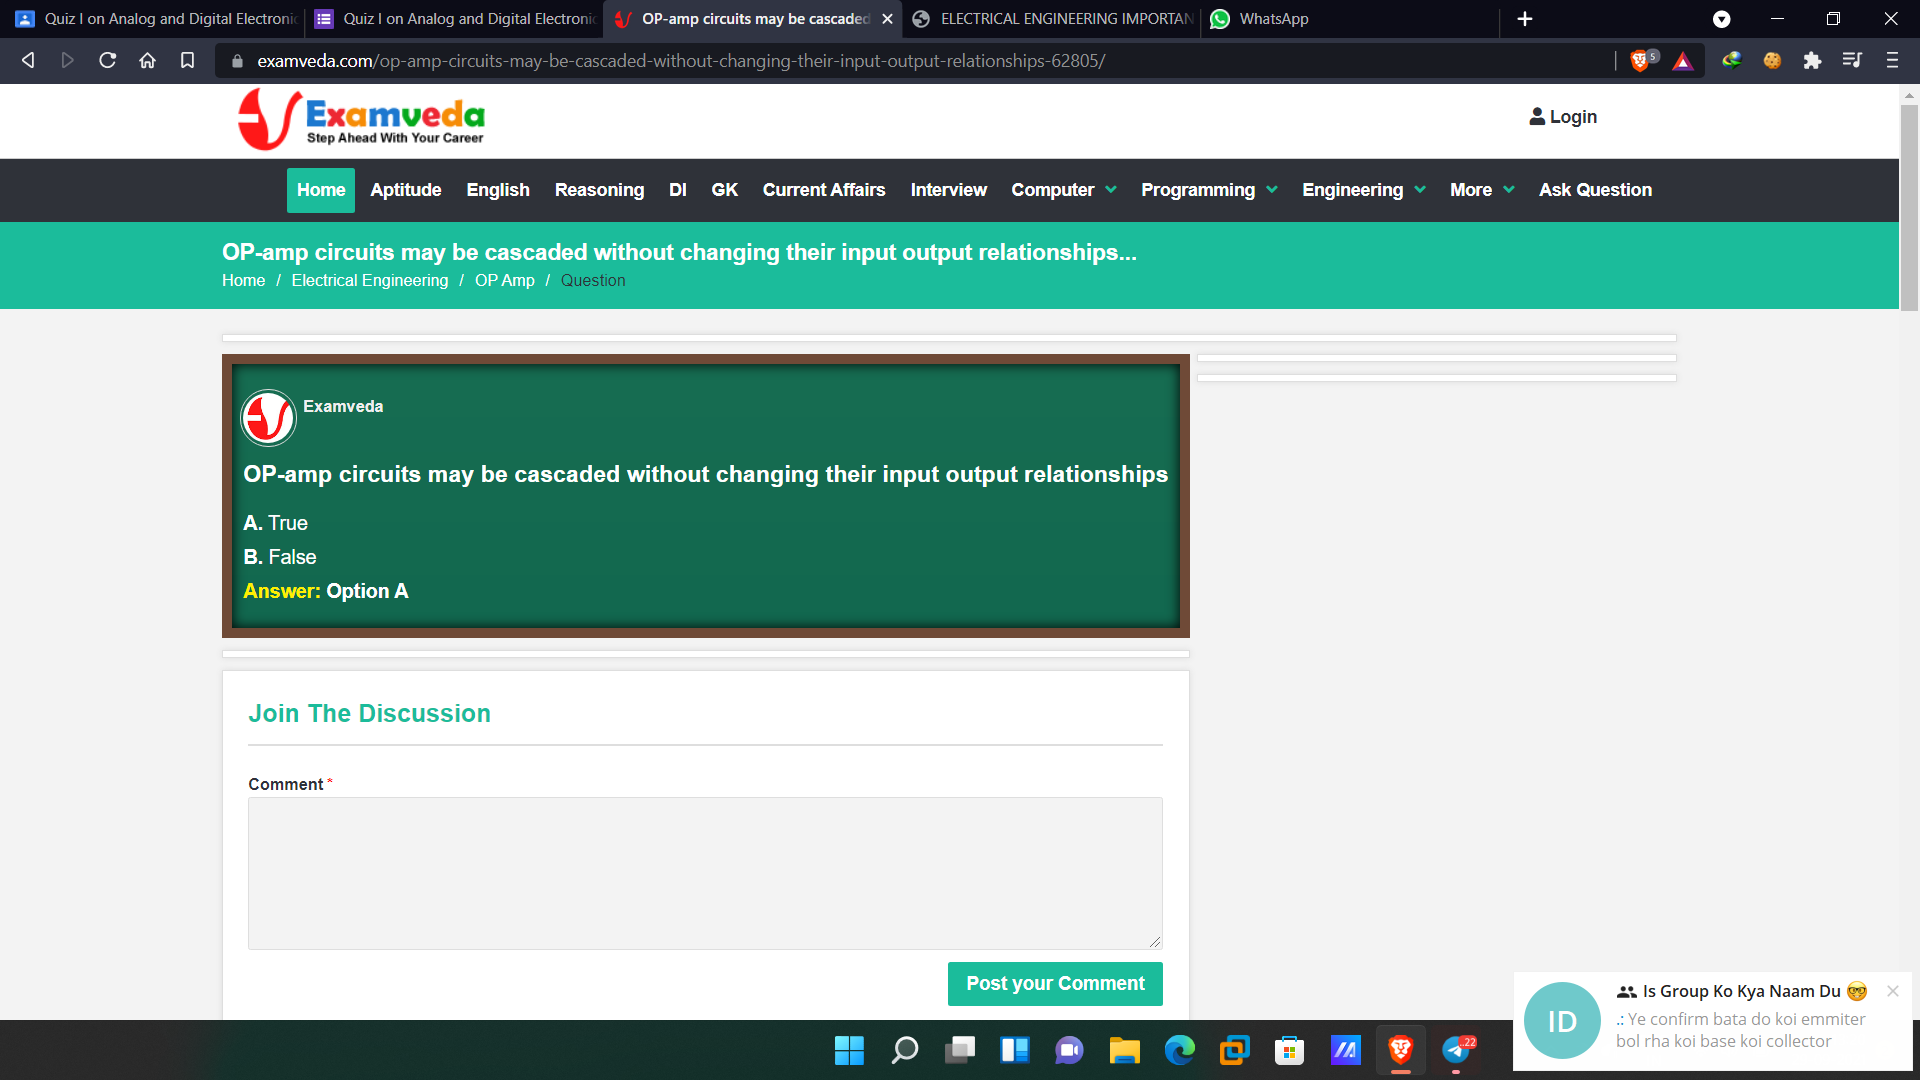 Quiz I on Analog and Digital Electronic
Quiz I on Analog and Digital Electronic
OP-amp circuits may be cascaded
ELECTRICAL ENGINEERING IMPORTAN
WhatsApp
examveda.com/op-amp-circuits-may-be-cascaded-without-changing-their-input-output-relationships-62805/
5
Examveda
Step Ahead With Your Career
Login
Home Aptitude English Reasoning DI GK Current Affairs Interview Computer Programming Engineering More Ask Question
OP-amp circuits may be cascaded without changing their input output relationships...
Home / Electrical Engineering / OP Amp / Question
Examveda
OP-amp circuits may be cascaded without changing their input output relationships
A. True
B. False
Answer: Option A
Join The Discussion
Comment *
Post your Comment
ID
Is Group Ko Kya Naam Du 🤓
.: Ye confirm bata do koi emmiter
bol rha koi base koi collector
..22